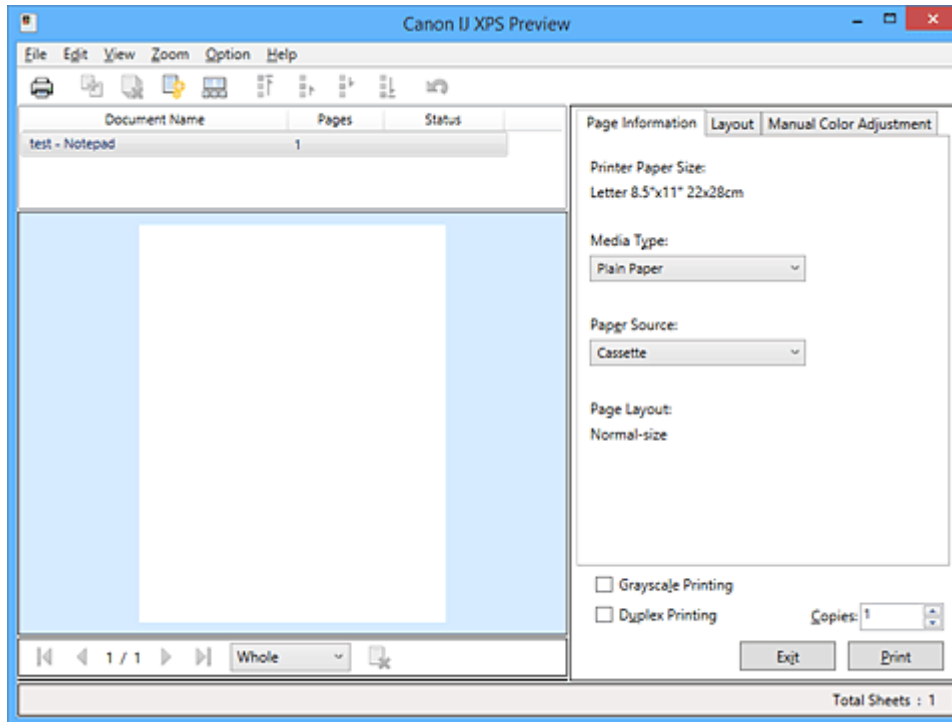 Canon IJ XPS Preview
File Edit View Zoom Option Help
Document Name Pages Status
test - Notepad 1
Page Information Layout Manual Color Adjustment
Printer Paper Size:
Letter 8.5"x11" 22x28cm
Media Type:
Plain Paper
Paper Source:
Cassette
Page Layout:
Normal-size
Grayscale Printing
Duplex Printing Copies: 1
1 / 1 Whole Exit Print
Total Sheets : 1